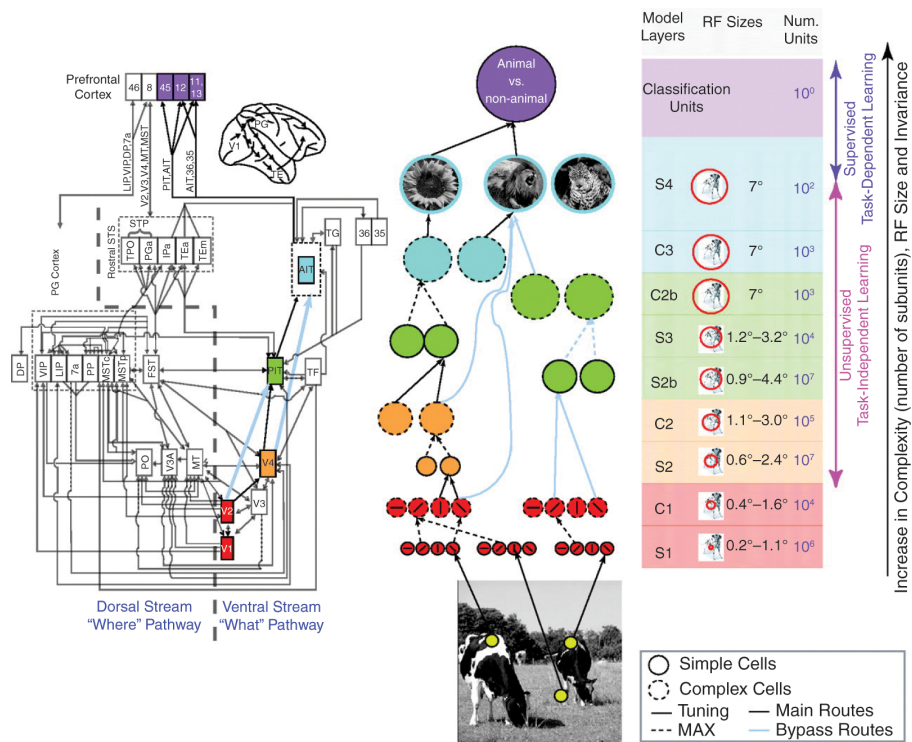 Prefrontal
Cortex
46
8
45
12
11,
13
LIP,VIP,DP,7a
V2,V3,V4,MT,MST
PIT,AIT
AIT,36,35
PG
V1
TE
PG Cortex
Rostral STS
STP
TPO
PGa
IPa
TEa
TEm
TG
36
35
AIT
DP
VIP
LIP
7a
PP
MSTc
FST
PIT
TF
PO
V3A
MT
V4
V2
V3
V1
Dorsal Stream
"Where" Pathway
Ventral Stream
"What" Pathway
Animal
vs.
non-animal
Model
Layers
RF Sizes
Num.
Units
Classification
Units
10⁰
S4
7°
10²
C3
7°
10³
C2b
7°
10³
S3
1.2°–3.2°
10⁴
S2b
0.9°–4.4°
10⁷
C2
1.1°–3.0°
10⁵
S2
0.6°–2.4°
10⁷
C1
0.4°–1.6°
10⁴
S1
0.2°–1.1°
10⁶
Supervised
Task-Dependent Learning
Unsupervised
Task-Independent Learning
Increase in Complexity (number of subunits), RF Size and Invariance
Simple Cells
Complex Cells
Tuning
Main Routes
MAX
Bypass Routes